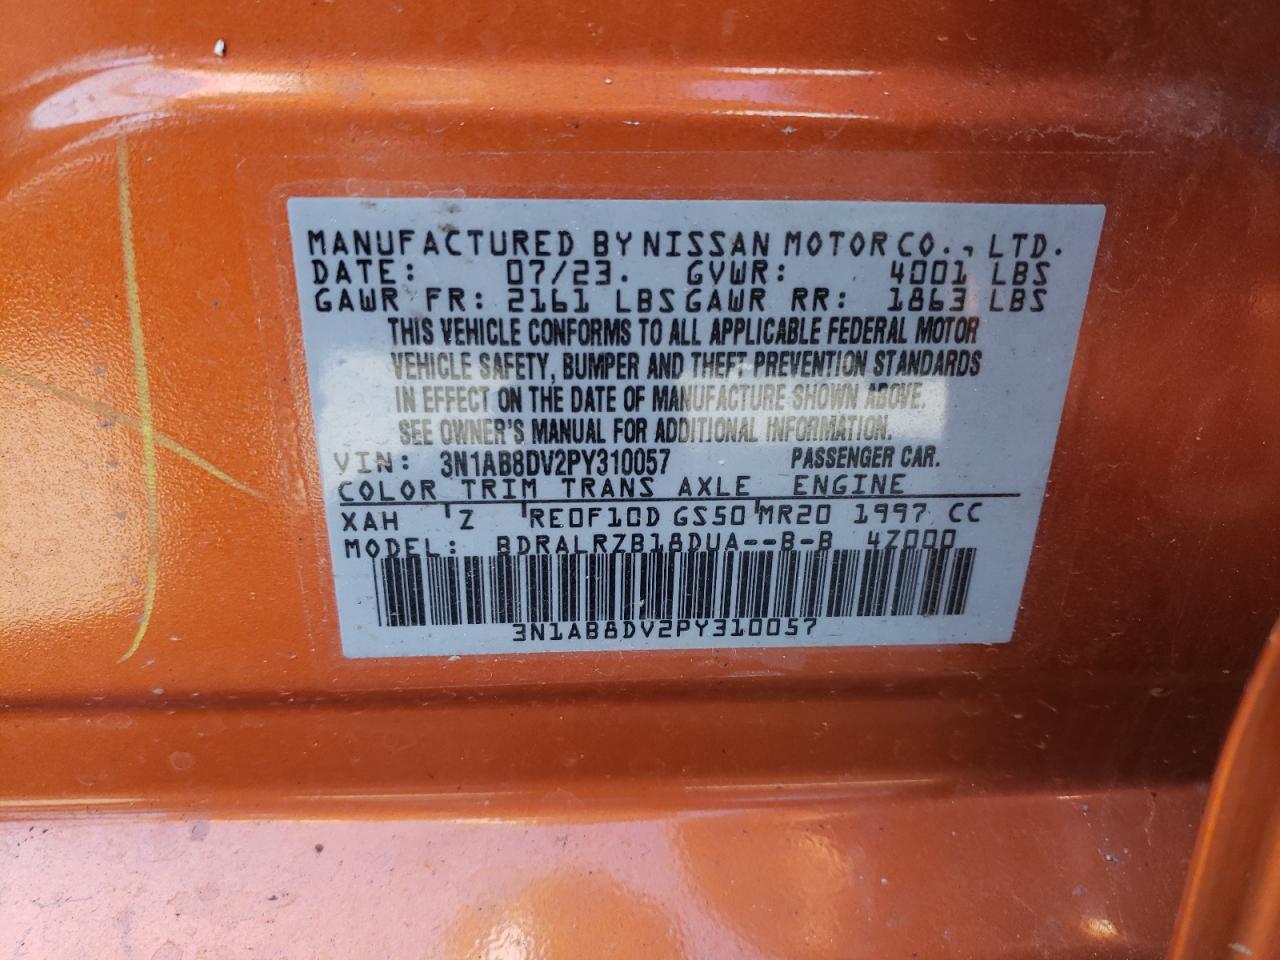 MANUFACTURED BY NISSAN MOTOR CO., LTD.
DATE: 07/23. GVWR: 4001 LBS
GAWR FR: 2161 LBS GAWR RR: 1863 LBS
THIS VEHICLE CONFORMS TO ALL APPLICABLE FEDERAL MOTOR
VEHICLE SAFETY, BUMPER AND THEFT PREVENTION STANDARDS
IN EFFECT ON THE DATE OF MANUFACTURE SHOWN ABOVE.
SEE OWNER'S MANUAL FOR ADDITIONAL INFORMATION.
VIN: 3N1AB8DV2PY310057 PASSENGER CAR.
COLOR TRIM TRANS AXLE ENGINE
XAH 'Z 'RE0F10D GS50 'MR20 1997 CC
MODEL: BDRALRZB18DUA--B-B 4Z000
3N1AB8DV2PY310057